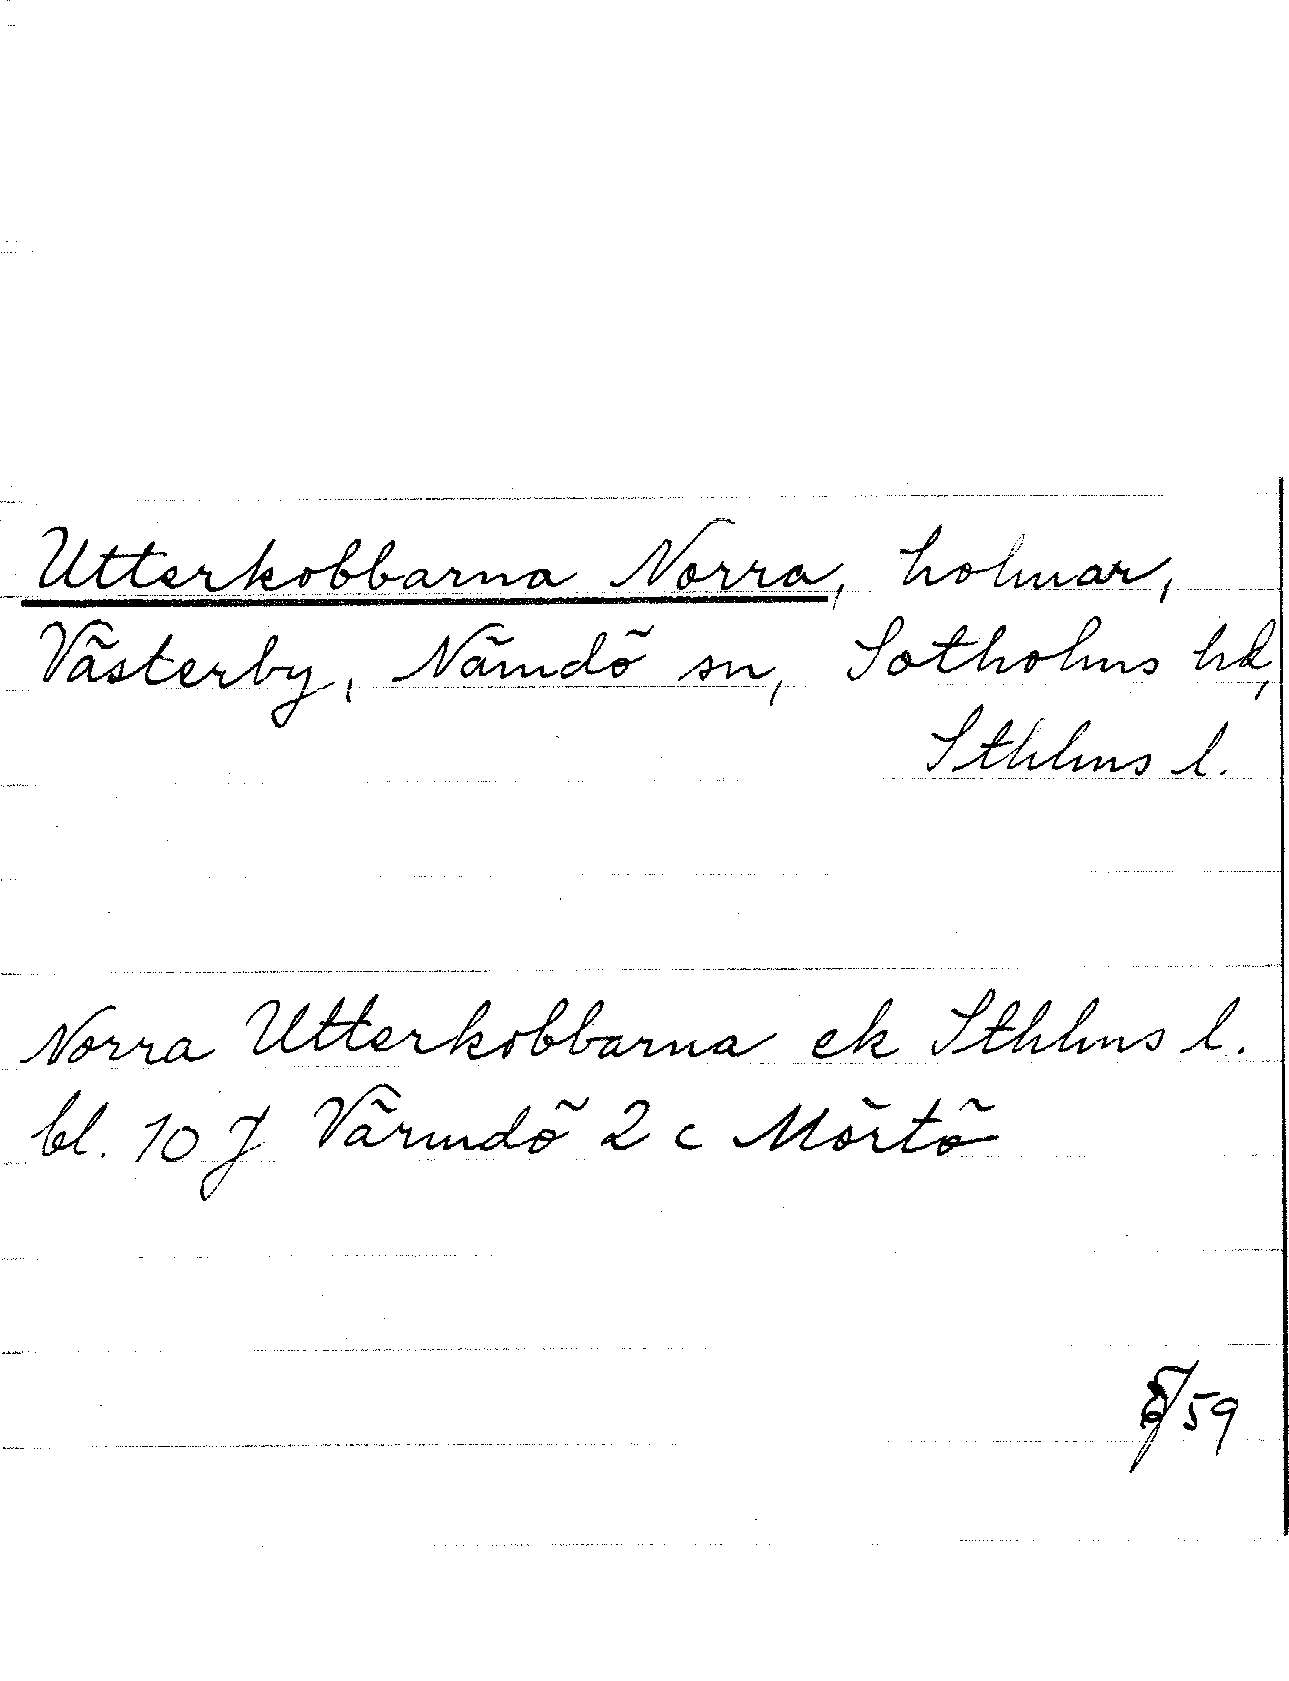 Utterkobbarna Norra, holmar,
Västerby, Nämdö sn, Sotholms hd,
Sthlms l.
Norra Utterkobbarna ek Sthlms l.
bl. 10 J Värmdö 2 c Mörtö
/59